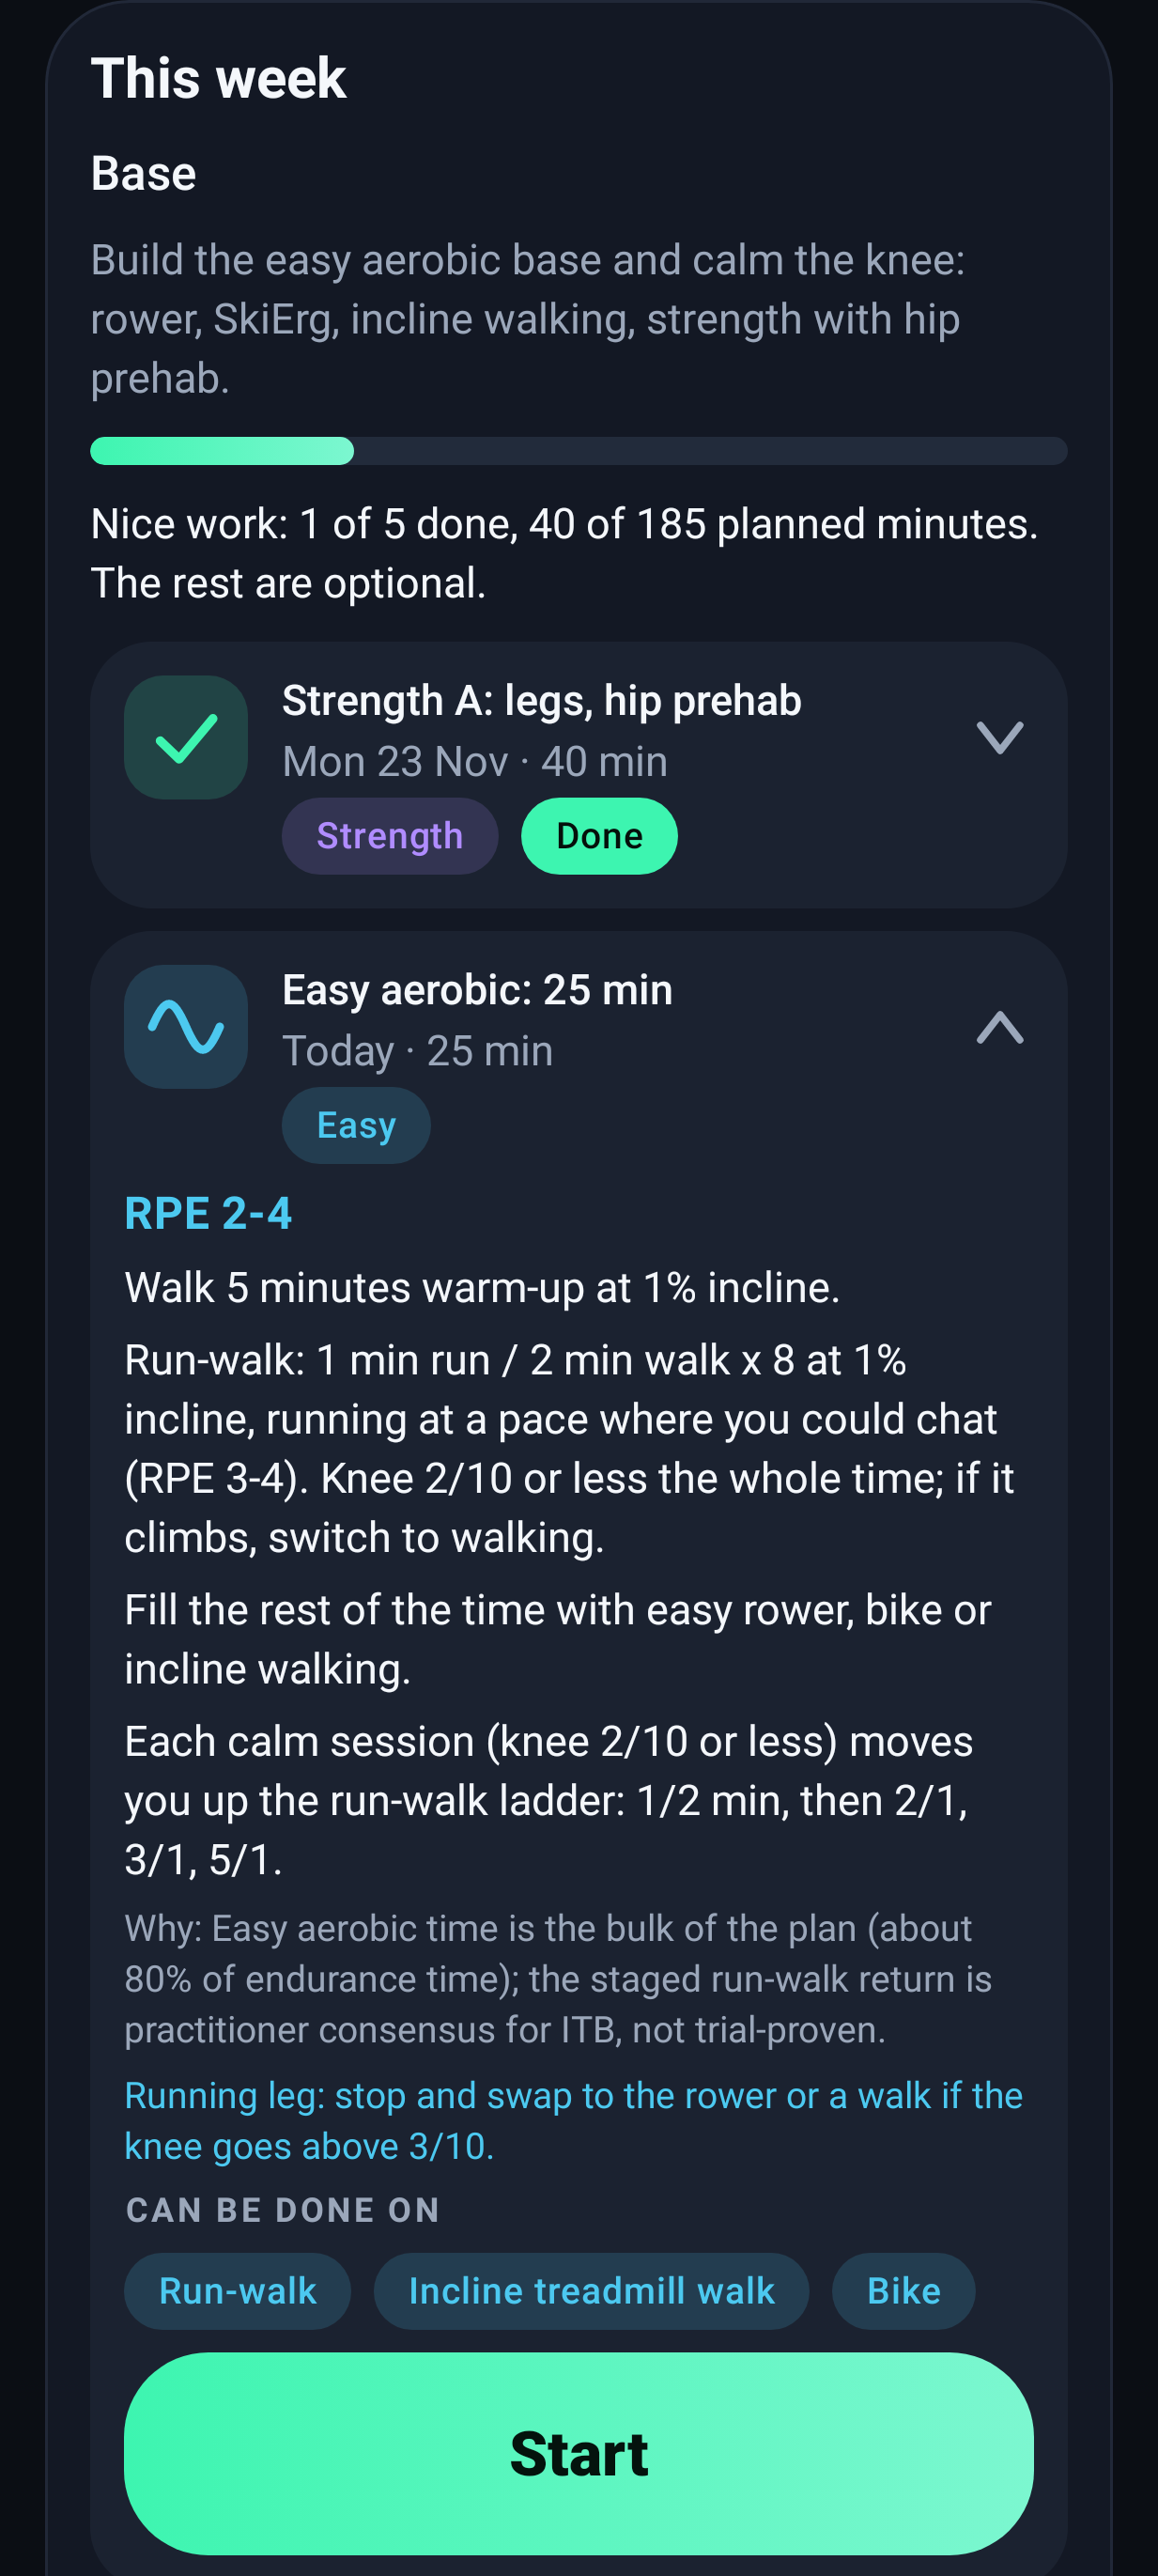 This week
Base
Build the easy aerobic base and calm the knee:
rower, SkiErg, incline walking, strength with hip
prehab.
Nice work: 1 of 5 done, 40 of 185 planned minutes.
The rest are optional.
Strength A: legs, hip prehab
Mon 23 Nov · 40 min
Strength Done
Easy aerobic: 25 min
Today · 25 min
Easy
RPE 2-4
Walk 5 minutes warm-up at 1% incline.
Run-walk: 1 min run / 2 min walk x 8 at 1%
incline, running at a pace where you could chat
(RPE 3-4). Knee 2/10 or less the whole time; if it
climbs, switch to walking.
Fill the rest of the time with easy rower, bike or
incline walking.
Each calm session (knee 2/10 or less) moves
you up the run-walk ladder: 1/2 min, then 2/1,
3/1, 5/1.
Why: Easy aerobic time is the bulk of the plan (about
80% of endurance time); the staged run-walk return is
practitioner consensus for ITB, not trial-proven.
Running leg: stop and swap to the rower or a walk if the
knee goes above 3/10.
CAN BE DONE ON
Run-walk Incline treadmill walk Bike
Start